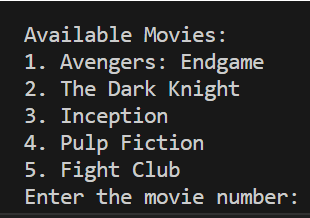 Available Movies:
1. Avengers: Endgame
2. The Dark Knight
3. Inception
4. Pulp Fiction
5. Fight Club
Enter the movie number: